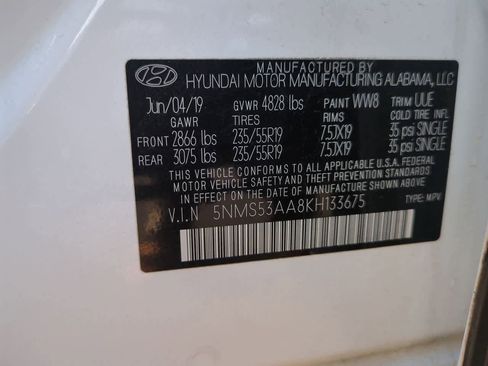 MANUFACTURED BY
HYUNDAI MOTOR MANUFACTURING ALABAMA, LLC
Jun/04/19 GVWR 4828 lbs PAINT WW8 TRIM UUE
GAWR TIRES RIMS COLD TIRE INFL.
FRONT 2866 lbs 235/55R19 7.5JX19 35 psi SINGLE
REAR 3075 lbs 235/55R19 7.5JX19 35 psi SINGLE
THIS VEHICLE CONFORMS TO ALL APPLICABLE U.S.A. FEDERAL
MOTOR VEHICLE SAFETY AND THEFT PREVENTION STANDARDS
IN EFFECT ON THE DATE OF MANUFACTURE SHOWN ABOVE.
V.I.N 5NMS53AA8KH133675 TYPE: MPV